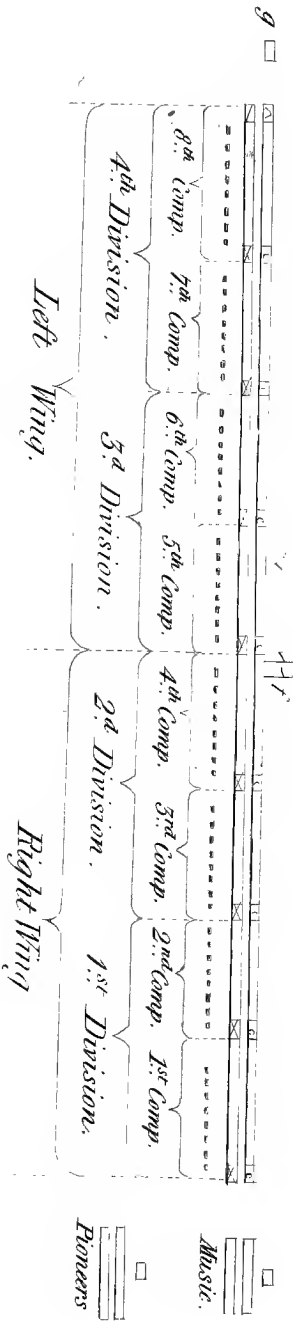 g
Music.
Pioneers
8th Comp. 7th Comp. 6th Comp. 5th Comp. 4th Comp. 3rd Comp. 2nd Comp. 1st Comp.
4th Division. 3d Division. 2d Division. 1st Division.
Left Wing. Right Wing